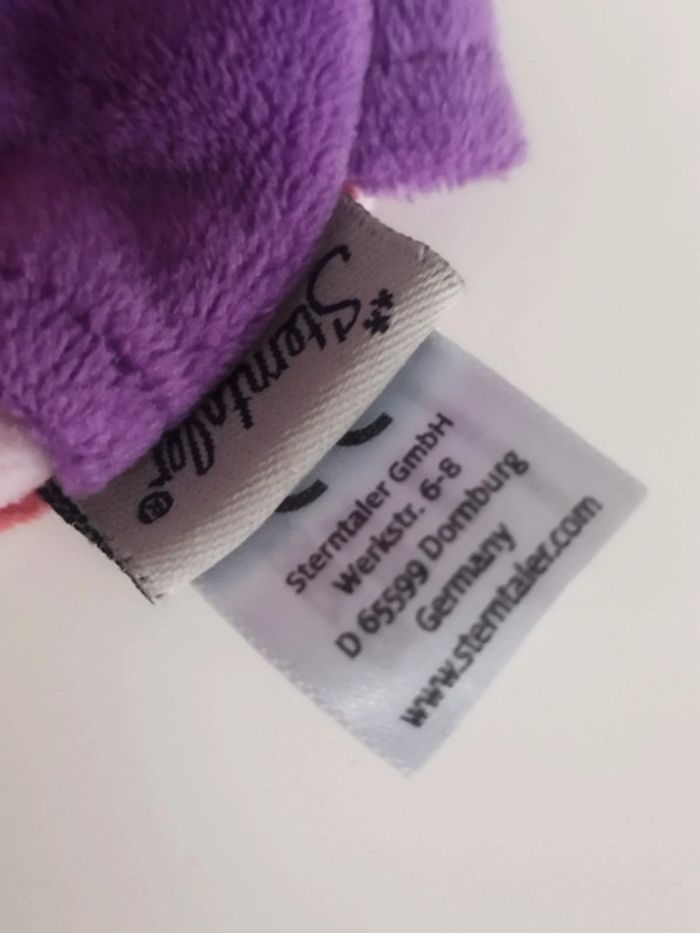 Sterntaler®
Sterntaler GmbH
Werkstr. 6-8
D 65599 Dornburg
Germany
www.sterntaler.com